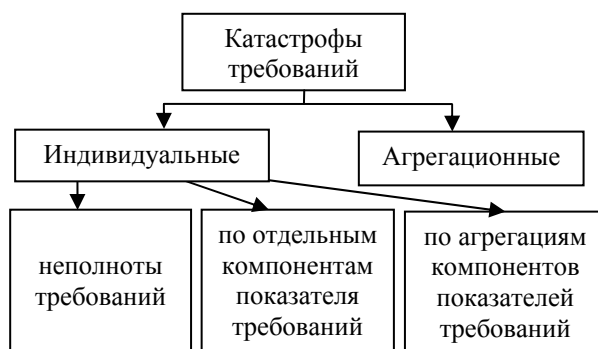 Катастрофы
требований
Индивидуальные
Агрегационные
неполноты
требований
по отдельным
компонентам
показателя
требований
по агрегациям
компонентов
показателей
требований